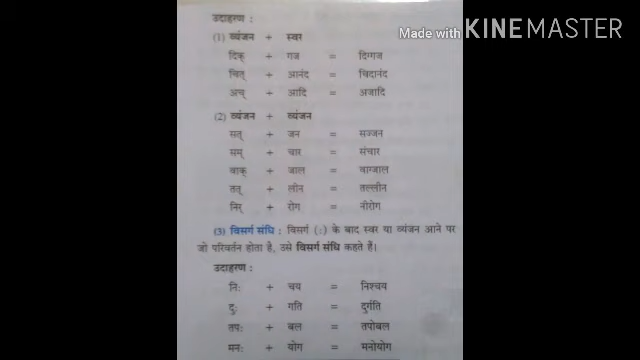 उदाहरण :
(1) व्यंजन + स्वर
दिक् + गज = दिग्गज
चित् + आनंद = चिदानंद
अच् + आदि = अजादि
(2) व्यंजन + व्यंजन
सत् + जन = सज्जन
सम् + चार = संचार
वाक् + जाल = वाग्जाल
तत् + लीन = तल्लीन
निर् + रोग = नीरोग
(3) विसर्ग संधि : विसर्ग (:) के बाद स्वर या व्यंजन आने पर
जो परिवर्तन होता है, उसे विसर्ग संधि कहते हैं।
उदाहरण :
निः + चय = निश्चय
दुः + गति = दुर्गति
तपः + बल = तपोबल
मनः + योग = मनोयोग
Made with KINEMASTER